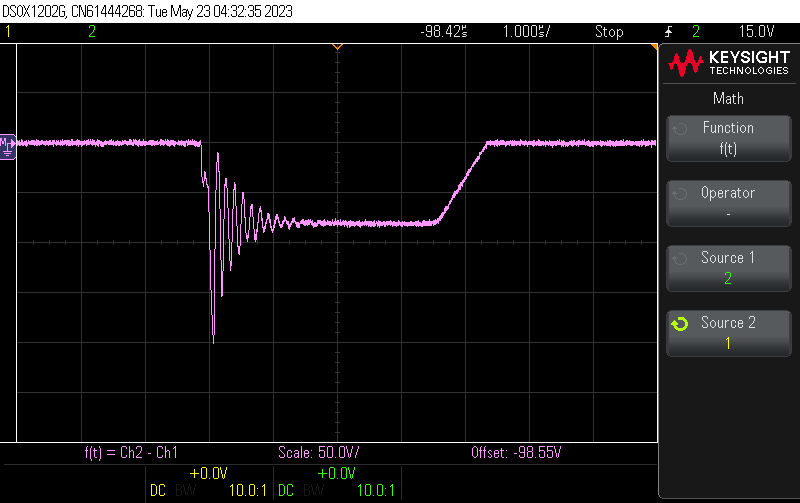 DSOX1202G, CN61444268: Tue May 23 04:32:35 2023
1 2 -98.42us 1.000s/ Stop 2 15.0V
KEYSIGHT
TECHNOLOGIES
Math
Function
f(t)
Operator
-
Source 1
2
Source 2
1
M
f(t) = Ch2 - Ch1 Scale: 50.0V/ Offset: -98.55V
+0.0V +0.0V
DC BW 10.0:1 DC BW 10.0:1